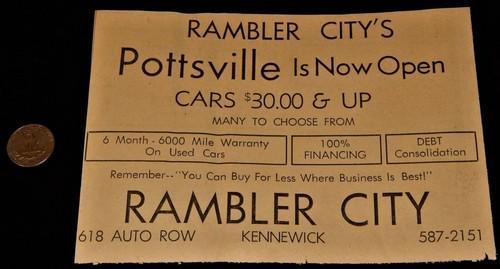 RAMBLER CITY'S
Pottsville Is Now Open
CARS $30.00 & UP
MANY TO CHOOSE FROM
6 Month - 6000 Mile Warranty
On Used Cars
100%
FINANCING
DEBT
Consolidation
Remember--"You Can Buy For Less Where Business Is Best!"
RAMBLER CITY
618 AUTO ROW KENNEWICK 587-2151